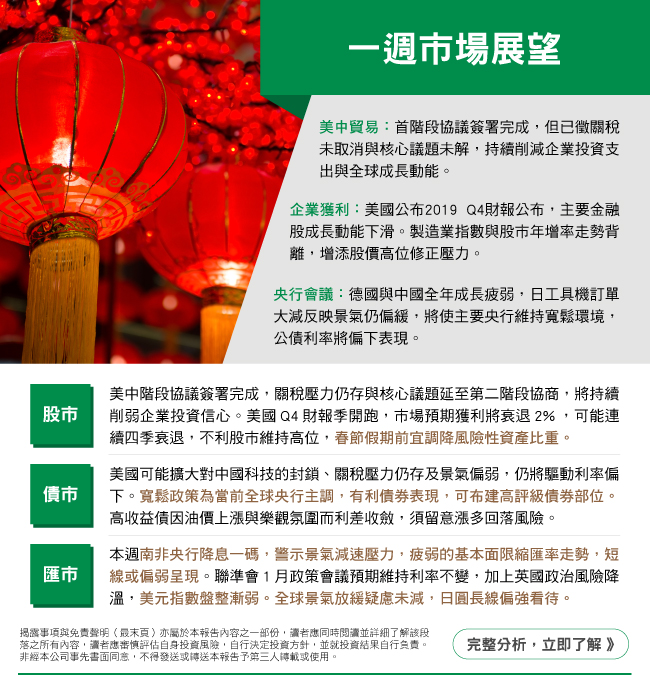 一週市場展望
美中貿易：首階段協議簽署完成，但已徵關稅
未取消與核心議題未解，持續削減企業投資支
出與全球成長動能。
企業獲利：美國公布2019 Q4財報公布，主要金融
股成長動能下滑。製造業指數與股市年增率走勢背
離，增添股價高位修正壓力。
央行會議：德國與中國全年成長疲弱，日工具機訂單
大減反映景氣仍偏緩，將使主要央行維持寬鬆環境，
公債利率將偏下表現。
股市
美中階段協議簽署完成，關稅壓力仍存與核心議題延至第二階段協商，將持續
削弱企業投資信心。美國 Q4 財報季開跑，市場預期獲利將衰退 2% ，可能連
續四季衰退，不利股市維持高位，春節假期前宜調降風險性資產比重。
債市
美國可能擴大對中國科技的封鎖、關稅壓力仍存及景氣偏弱，仍將驅動利率偏
下。寬鬆政策為當前全球央行主調，有利債券表現，可布建高評級債券部位。
高收益債因油價上漲與樂觀氛圍而利差收斂，須留意漲多回落風險。
匯市
本週南非央行降息一碼，警示景氣減速壓力，疲弱的基本面限縮匯率走勢，短
線或偏弱呈現。聯準會 1 月政策會議預期維持利率不變，加上英國政治風險降
溫，美元指數盤整漸弱。全球景氣放緩疑慮未減，日圓長線偏強看待。
揭露事項與免責聲明（最末頁）亦屬於本報告內容之一部份，讀者應同時閱讀並詳細了解該段
落之所有內容，讀者應審慎評估自身投資風險，自行決定投資方針，並就投資結果自行負責。
非經本公司事先書面同意，不得發送或轉送本報告予第三人轉載或使用。
完整分析，立即了解 》